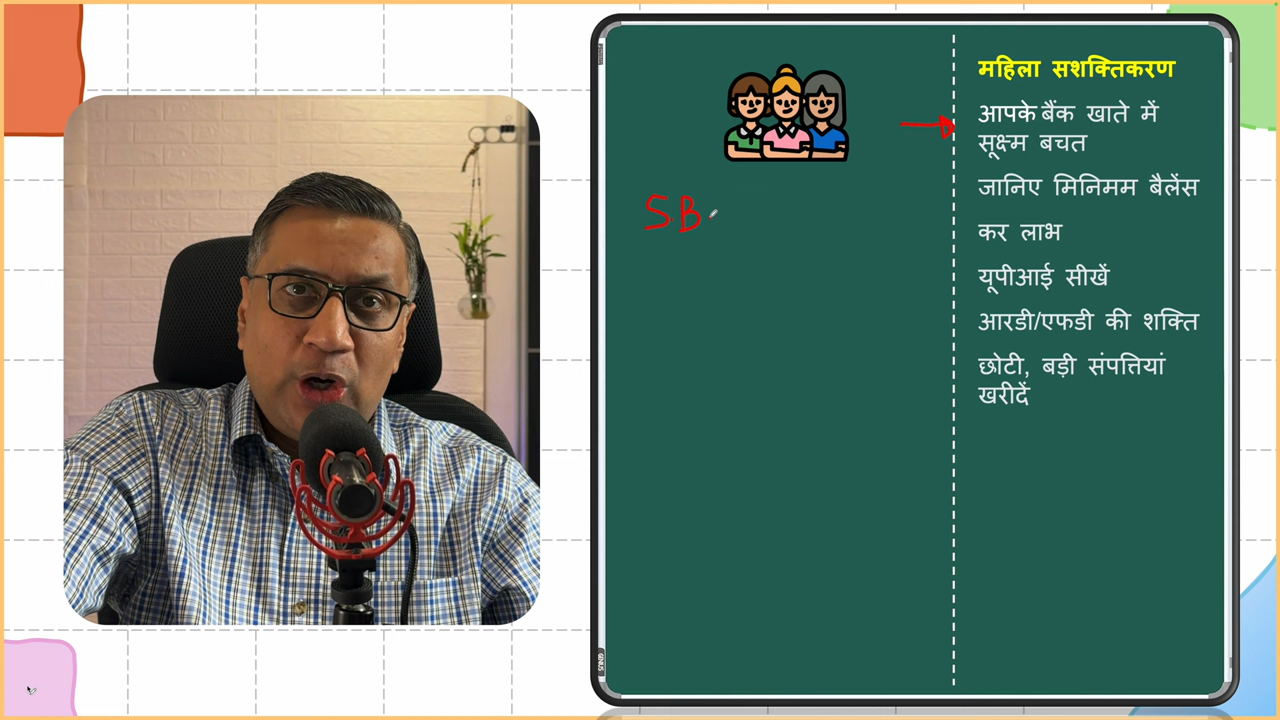 महिला सशक्तिकरण
आपके बैंक खाते में
सूक्ष्म बचत
जानिए मिनिमम बैलेंस
कर लाभ
यूपीआई सीखें
आरडी/एफडी की शक्ति
छोटी, बड़ी संपत्तियां
खरीदें
SB